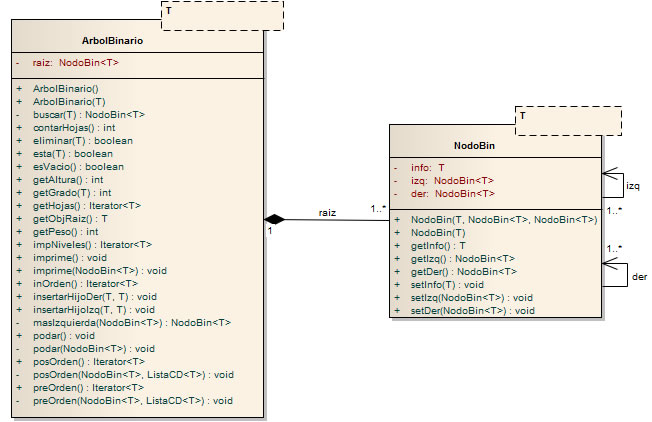 T
ArbolBinario
- raiz: NodoBin<T>
+ ArbolBinario()
+ ArbolBinario(T)
- buscar(T) : NodoBin<T>
+ contarHojas() : int
+ eliminar(T) : boolean
+ esta(T) : boolean
+ esVacio() : boolean
+ getAltura() : int
+ getGrado(T) : int
+ getHojas() : Iterator<T>
+ getObjRaiz() : T
+ getPeso() : int
+ impNiveles() : Iterator<T>
+ imprime() : void
+ imprime(NodoBin<T>) : void
+ inOrden() : Iterator<T>
+ insertarHijoDer(T, T) : void
+ insertarHijoIzq(T, T) : void
- masIzquierda(NodoBin<T>) : NodoBin<T>
+ podar() : void
- podar(NodoBin<T>) : void
+ posOrden() : Iterator<T>
- posOrden(NodoBin<T>, ListaCD<T>) : void
+ preOrden() : Iterator<T>
- preOrden(NodoBin<T>, ListaCD<T>) : void
1
raiz
1..*
T
NodoBin
- info: T
- izq: NodoBin<T>
- der: NodoBin<T>
+ NodoBin(T, NodoBin<T>, NodoBin<T>)
+ NodoBin(T)
+ getInfo() : T
+ getIzq() : NodoBin<T>
+ getDer() : NodoBin<T>
+ setInfo(T) : void
+ setIzq(NodoBin<T>) : void
+ setDer(NodoBin<T>) : void
izq
1..*
1..*
der